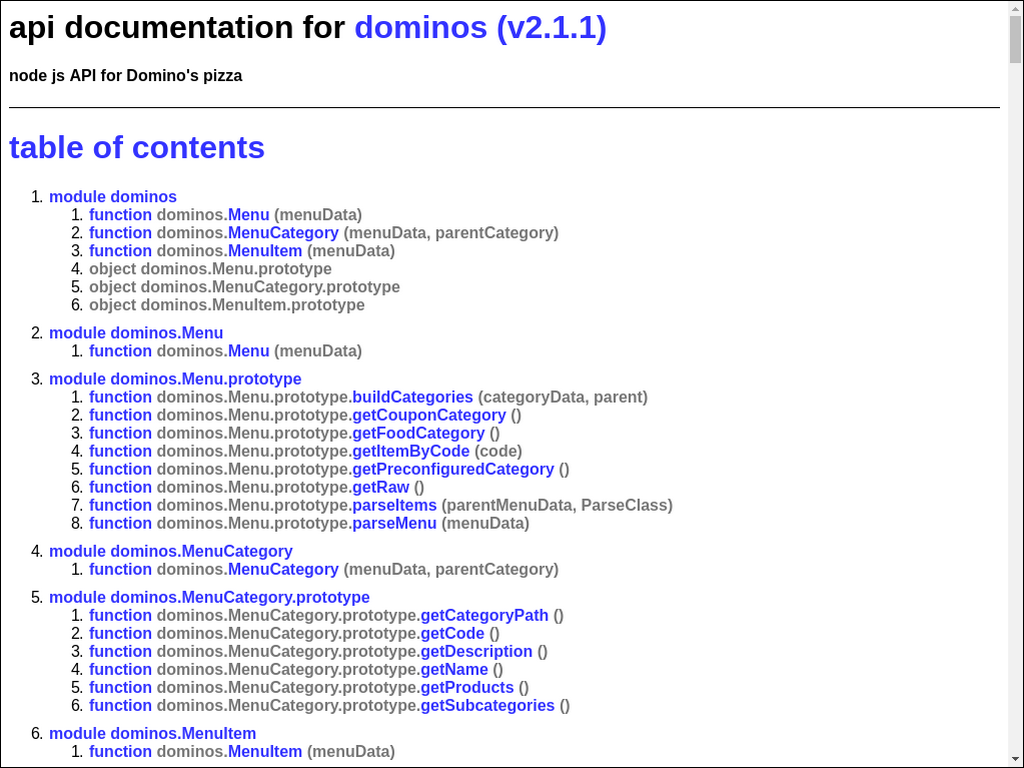 api documentation for dominos (v2.1.1)
node js API for Domino's pizza
table of contents
1. module dominos
1. function dominos.Menu (menuData)
2. function dominos.MenuCategory (menuData, parentCategory)
3. function dominos.MenuItem (menuData)
4. object dominos.Menu.prototype
5. object dominos.MenuCategory.prototype
6. object dominos.MenuItem.prototype
2. module dominos.Menu
1. function dominos.Menu (menuData)
3. module dominos.Menu.prototype
1. function dominos.Menu.prototype.buildCategories (categoryData, parent)
2. function dominos.Menu.prototype.getCouponCategory ()
3. function dominos.Menu.prototype.getFoodCategory ()
4. function dominos.Menu.prototype.getItemByCode (code)
5. function dominos.Menu.prototype.getPreconfiguredCategory ()
6. function dominos.Menu.prototype.getRaw ()
7. function dominos.Menu.prototype.parseItems (parentMenuData, ParseClass)
8. function dominos.Menu.prototype.parseMenu (menuData)
4. module dominos.MenuCategory
1. function dominos.MenuCategory (menuData, parentCategory)
5. module dominos.MenuCategory.prototype
1. function dominos.MenuCategory.prototype.getCategoryPath ()
2. function dominos.MenuCategory.prototype.getCode ()
3. function dominos.MenuCategory.prototype.getDescription ()
4. function dominos.MenuCategory.prototype.getName ()
5. function dominos.MenuCategory.prototype.getProducts ()
6. function dominos.MenuCategory.prototype.getSubcategories ()
6. module dominos.MenuItem
1. function dominos.MenuItem (menuData)